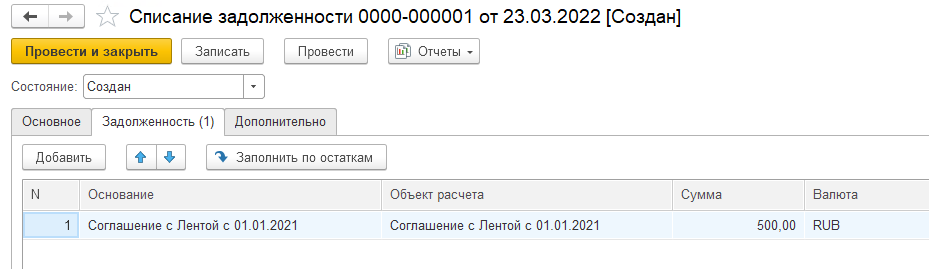 Списание задолженности 0000-000001 от 23.03.2022 [Создан]
Провести и закрыть Записать Провести Отчеты
Состояние: Создан
Основное Задолженность (1) Дополнительно
Добавить Заполнить по остаткам
N Основание Объект расчета Сумма Валюта
1 Соглашение с Лентой с 01.01.2021 Соглашение с Лентой с 01.01.2021 500,00 RUB